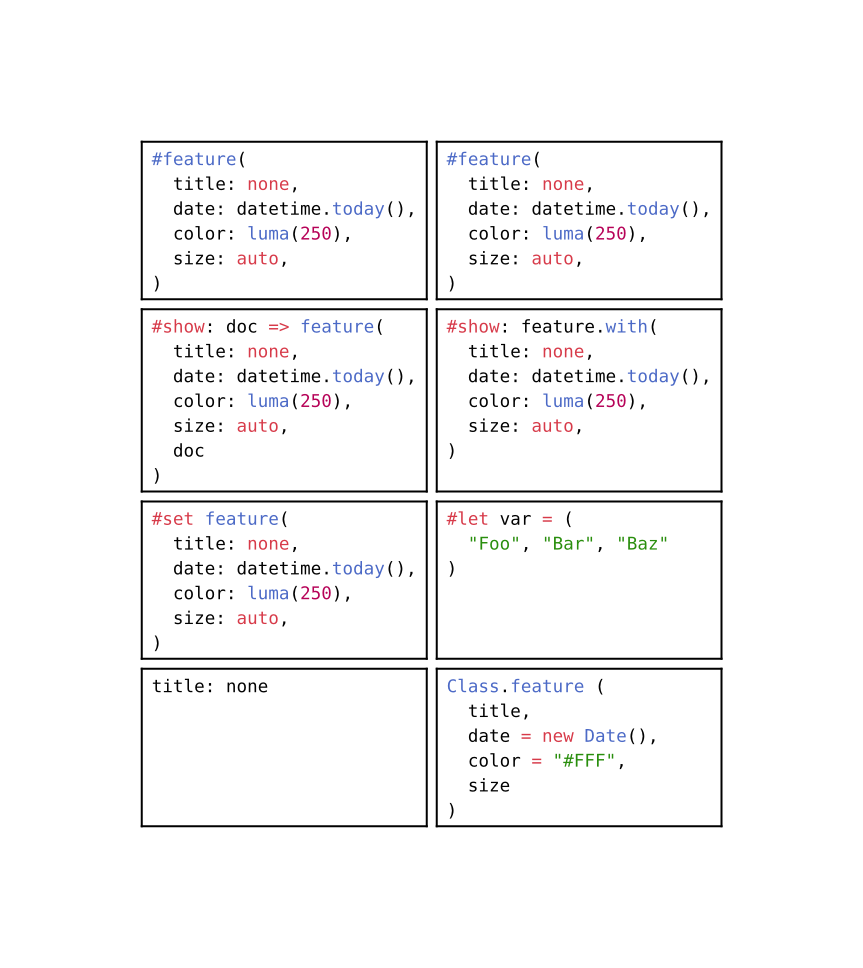 #feature(
  title: none,
  date: datetime.today(),
  color: luma(250),
  size: auto,
)
#feature(
  title: none,
  date: datetime.today(),
  color: luma(250),
  size: auto,
)
#show: doc => feature(
  title: none,
  date: datetime.today(),
  color: luma(250),
  size: auto,
  doc
)
#show: feature.with(
  title: none,
  date: datetime.today(),
  color: luma(250),
  size: auto,
)
#set feature(
  title: none,
  date: datetime.today(),
  color: luma(250),
  size: auto,
)
#let var = (
  "Foo", "Bar", "Baz"
)
title: none
Class.feature (
  title,
  date = new Date(),
  color = "#FFF",
  size
)